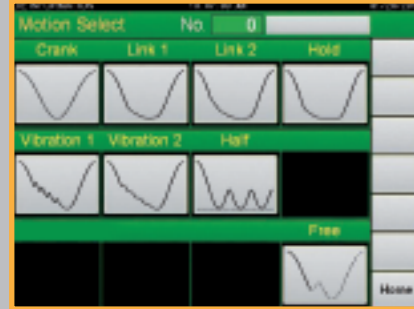 Motion Select No. 0
Crank Link 1 Link 2 Hold
Vibration 1 Vibration 2 Half
Free
Home